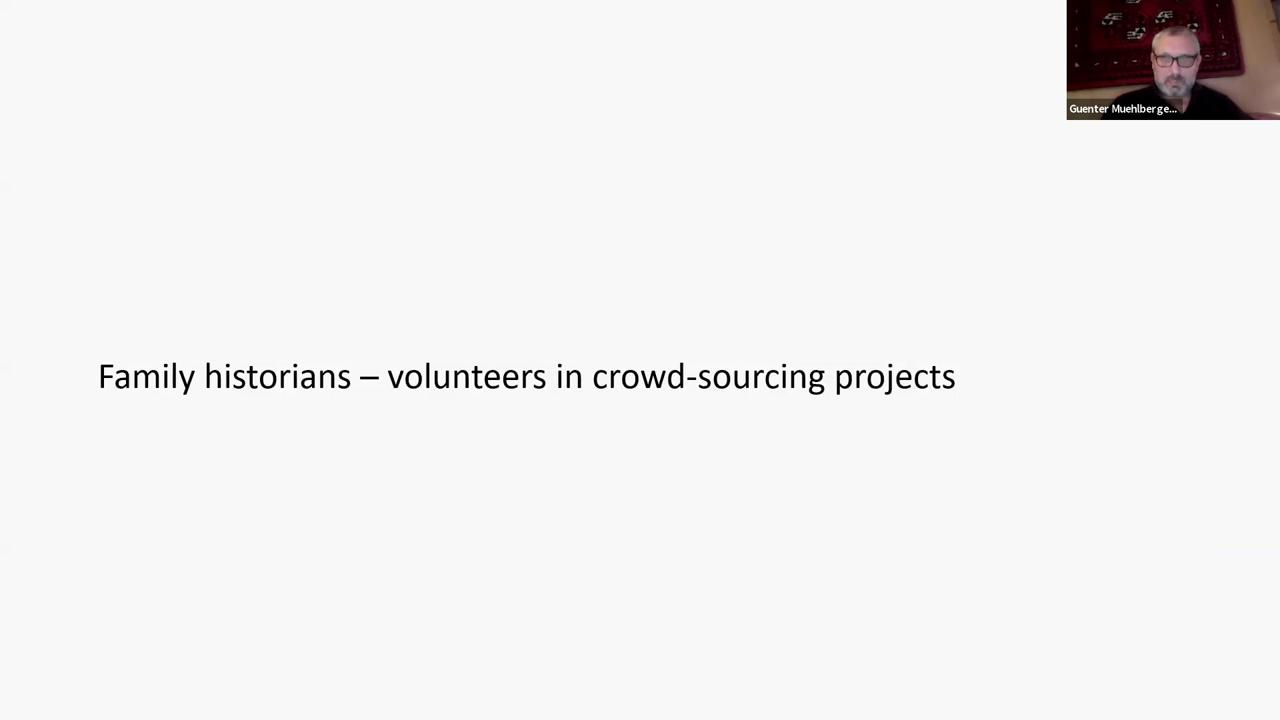 Guenter Muehlberge...
Family historians – volunteers in crowd-sourcing projects